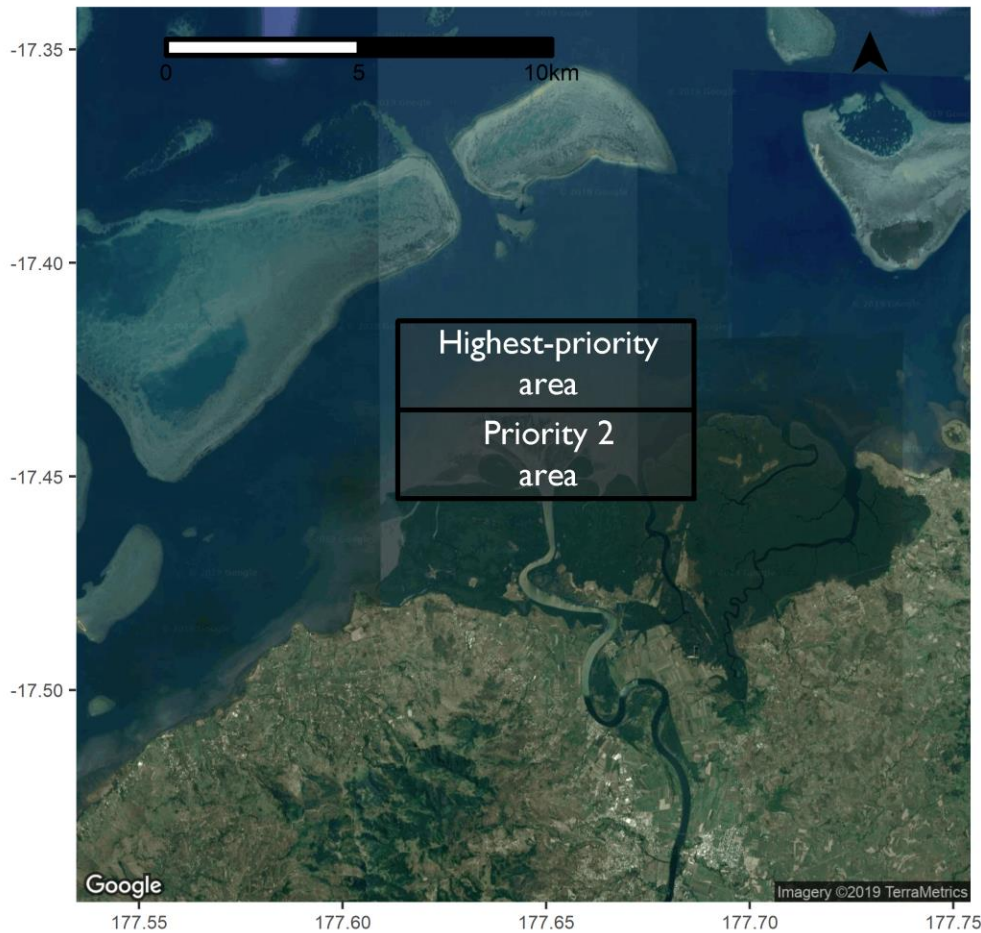 -17.35
-17.40
-17.45
-17.50
0 5 10km
Highest-priority
area
Priority 2
area
Google
Imagery ©2019 TerraMetrics
177.55 177.60 177.65 177.70 177.75